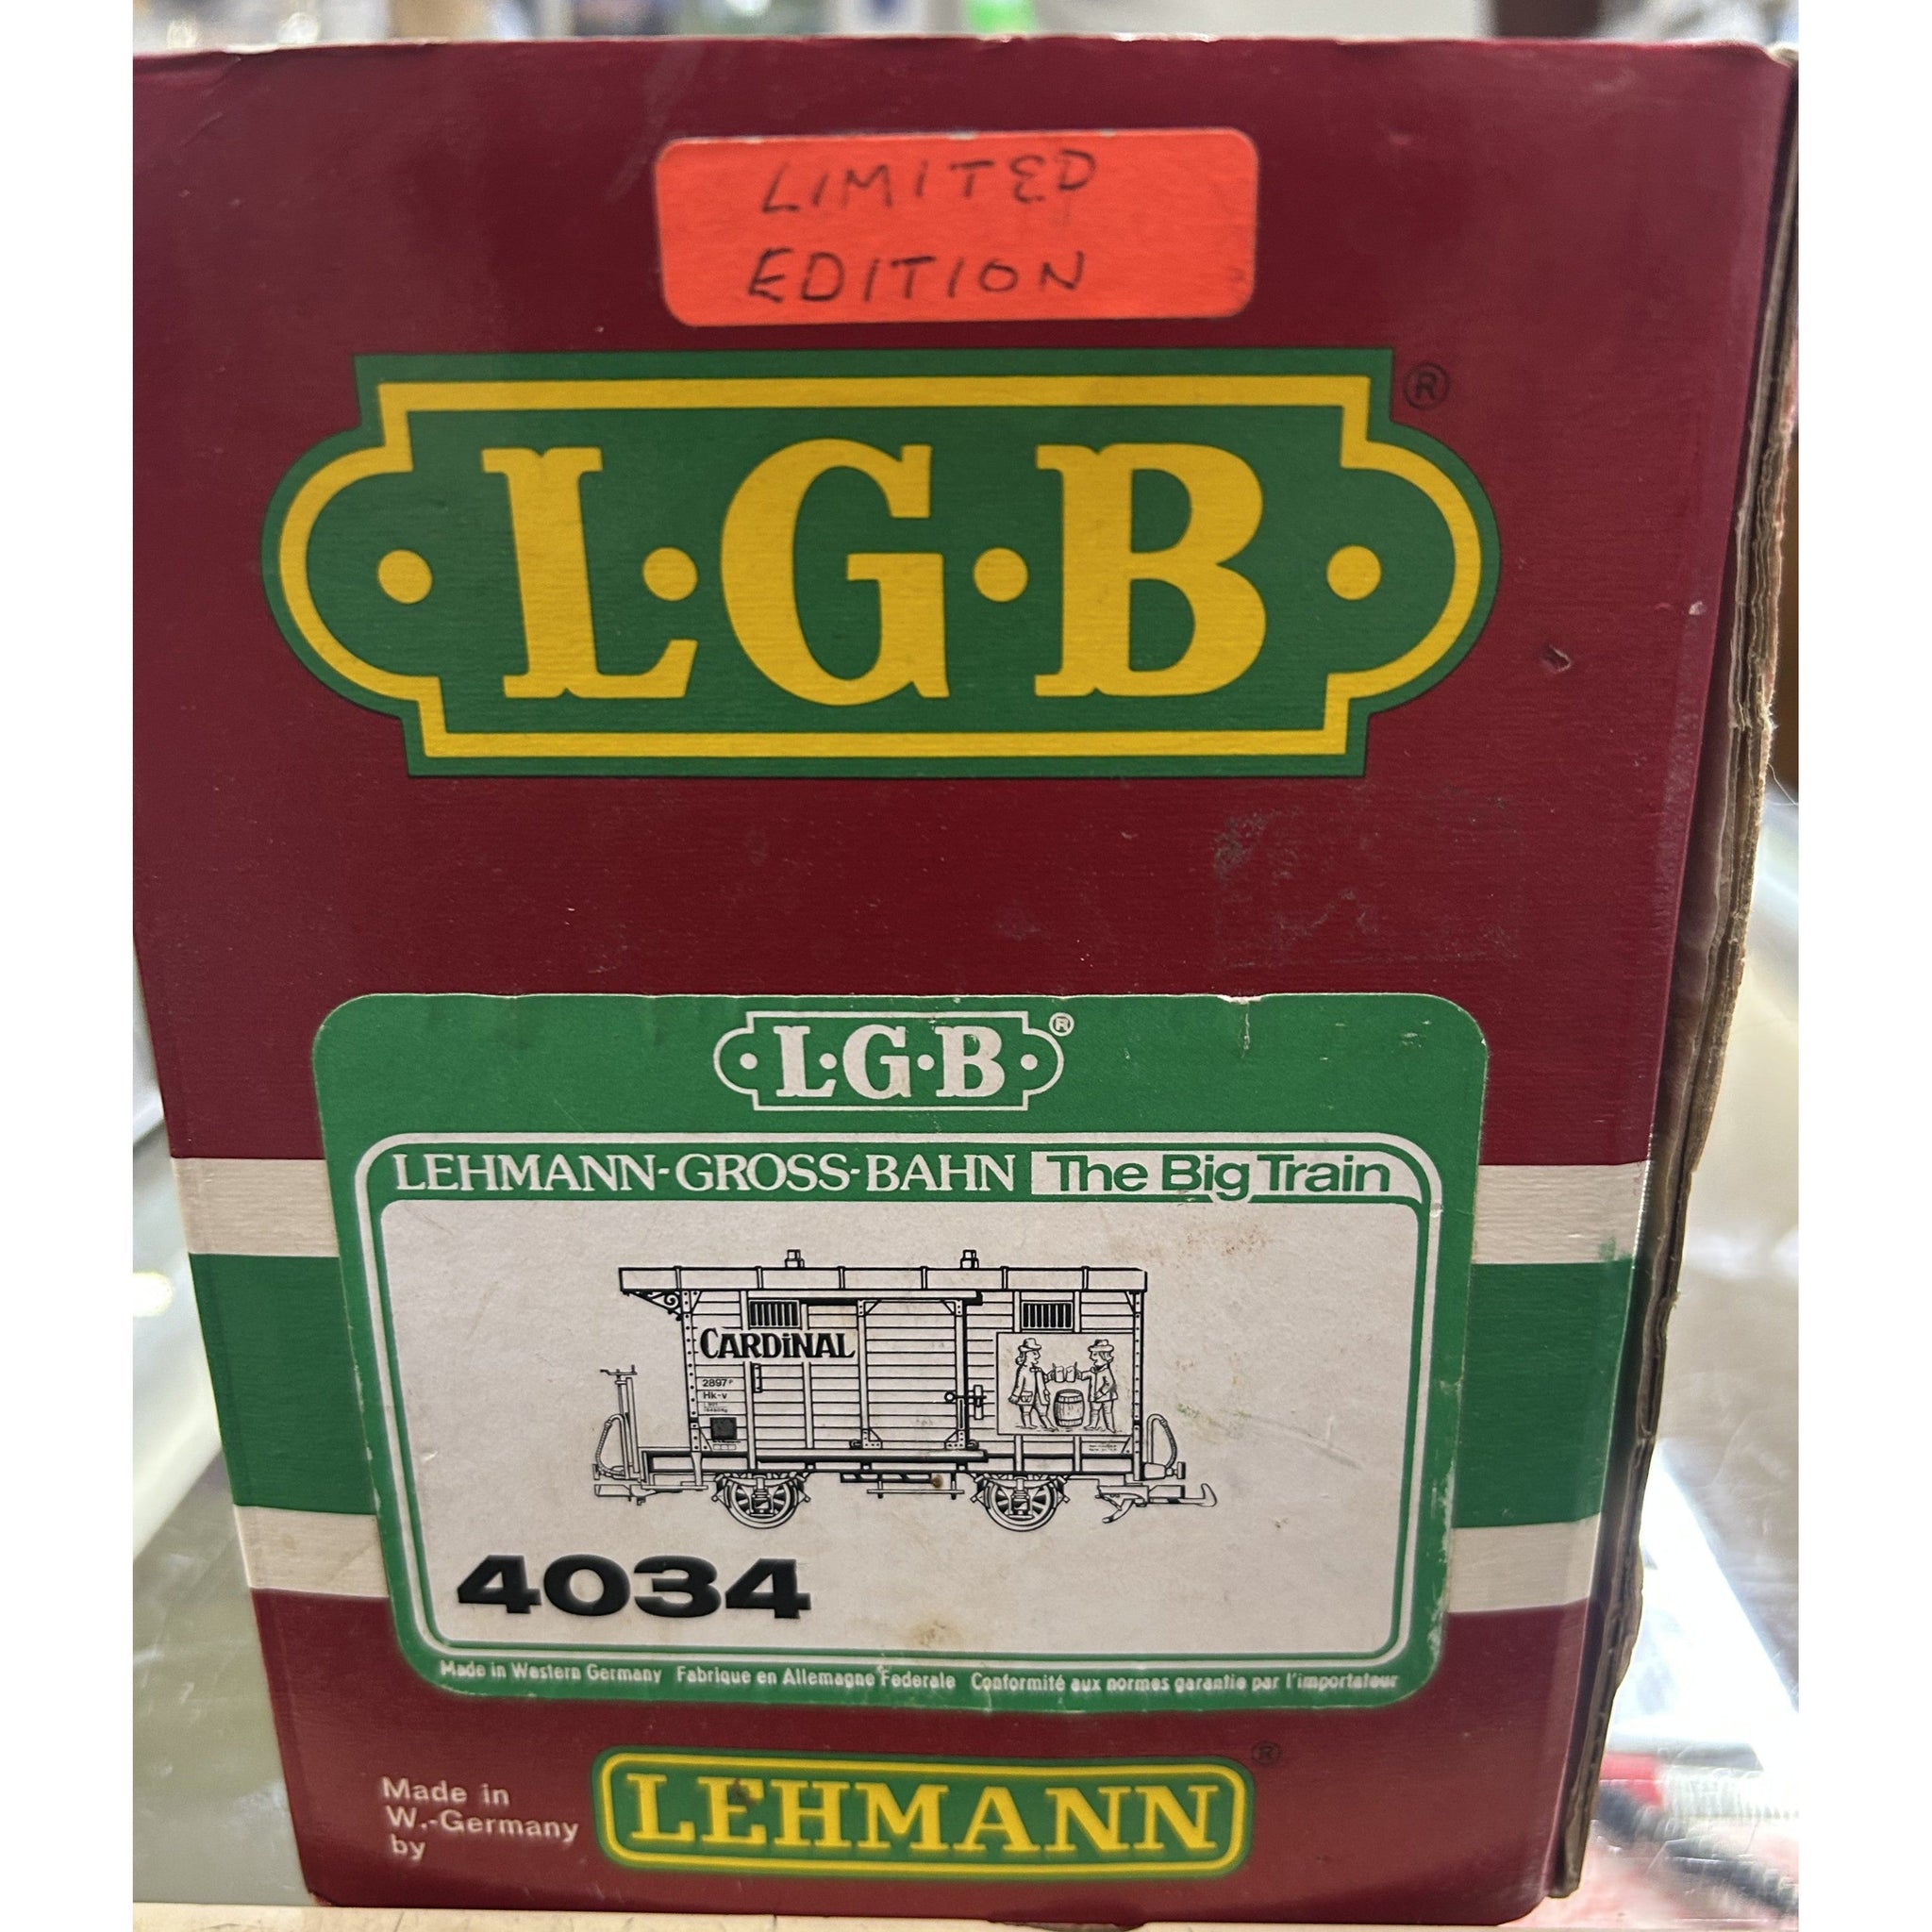 LIMITED
EDITION
L·G·B ®
L·G·B ®
LEHMANN-GROSS-BAHN The Big Train
CARDiNAL
2897P
Hk-v
4034
Made in Western Germany Fabrique en Allemagne Federale Conformité aux normes garantie par l'importateur
Made in
W.-Germany
by
LEHMANN ®